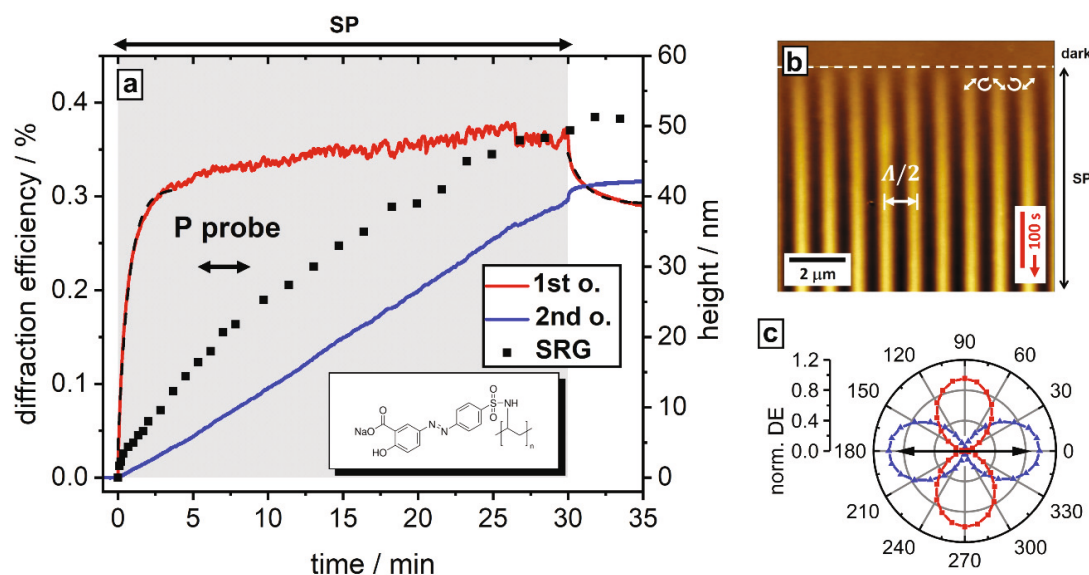 SP
a
diffraction efficiency / %
0.4
0.3
0.2
0.1
0.0
P probe
1st o.
2nd o.
SRG
NaO
O
OH
N
N
O
S
O
NH
n
0
5
10
15
20
25
30
35
time / min
60
50
40
30
20
10
0
height / nm
b
dark
SP
Λ/2
2 μm
100 s
c
norm. DE
1.2
0.8
0.4
0.0
90
60
30
0
330
300
270
240
210
180
150
120